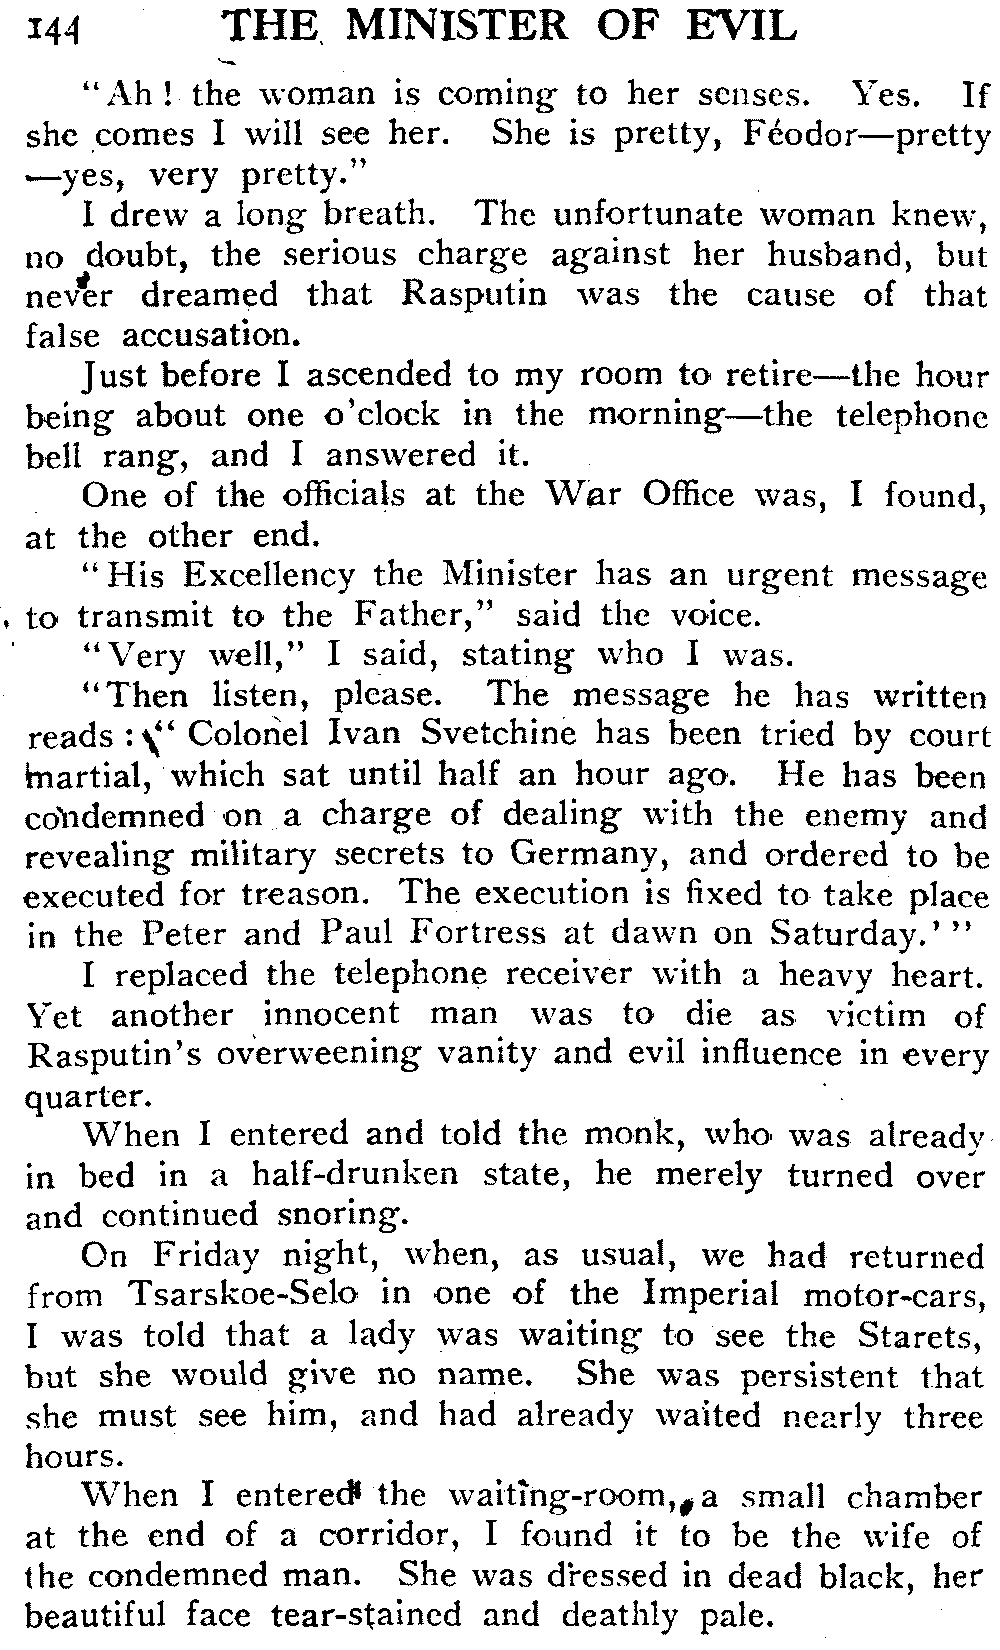 144 THE MINISTER OF EVIL
"Ah! the woman is coming to her senses. Yes. If
she comes I will see her. She is pretty, Féodor—pretty
—yes, very pretty."
I drew a long breath. The unfortunate woman knew,
no doubt, the serious charge against her husband, but
never dreamed that Rasputin was the cause of that
false accusation.
Just before I ascended to my room to retire—the hour
being about one o'clock in the morning—the telephone
bell rang, and I answered it.
One of the officials at the War Office was, I found,
at the other end.
"His Excellency the Minister has an urgent message
to transmit to the Father," said the voice.
"Very well," I said, stating who I was.
"Then listen, please. The message he has written
reads: " Colonel Ivan Svetchine has been tried by court
martial, which sat until half an hour ago. He has been
condemned on a charge of dealing with the enemy and
revealing military secrets to Germany, and ordered to be
executed for treason. The execution is fixed to take place
in the Peter and Paul Fortress at dawn on Saturday.' "
I replaced the telephone receiver with a heavy heart.
Yet another innocent man was to die as victim of
Rasputin's overweening vanity and evil influence in every
quarter.
When I entered and told the monk, who was already
in bed in a half-drunken state, he merely turned over
and continued snoring.
On Friday night, when, as usual, we had returned
from Tsarskoe-Selo in one of the Imperial motor-cars,
I was told that a lady was waiting to see the Starets,
but she would give no name. She was persistent that
she must see him, and had already waited nearly three
hours.
When I entered the waiting-room, a small chamber
at the end of a corridor, I found it to be the wife of
the condemned man. She was dressed in dead black, her
beautiful face tear-stained and deathly pale.